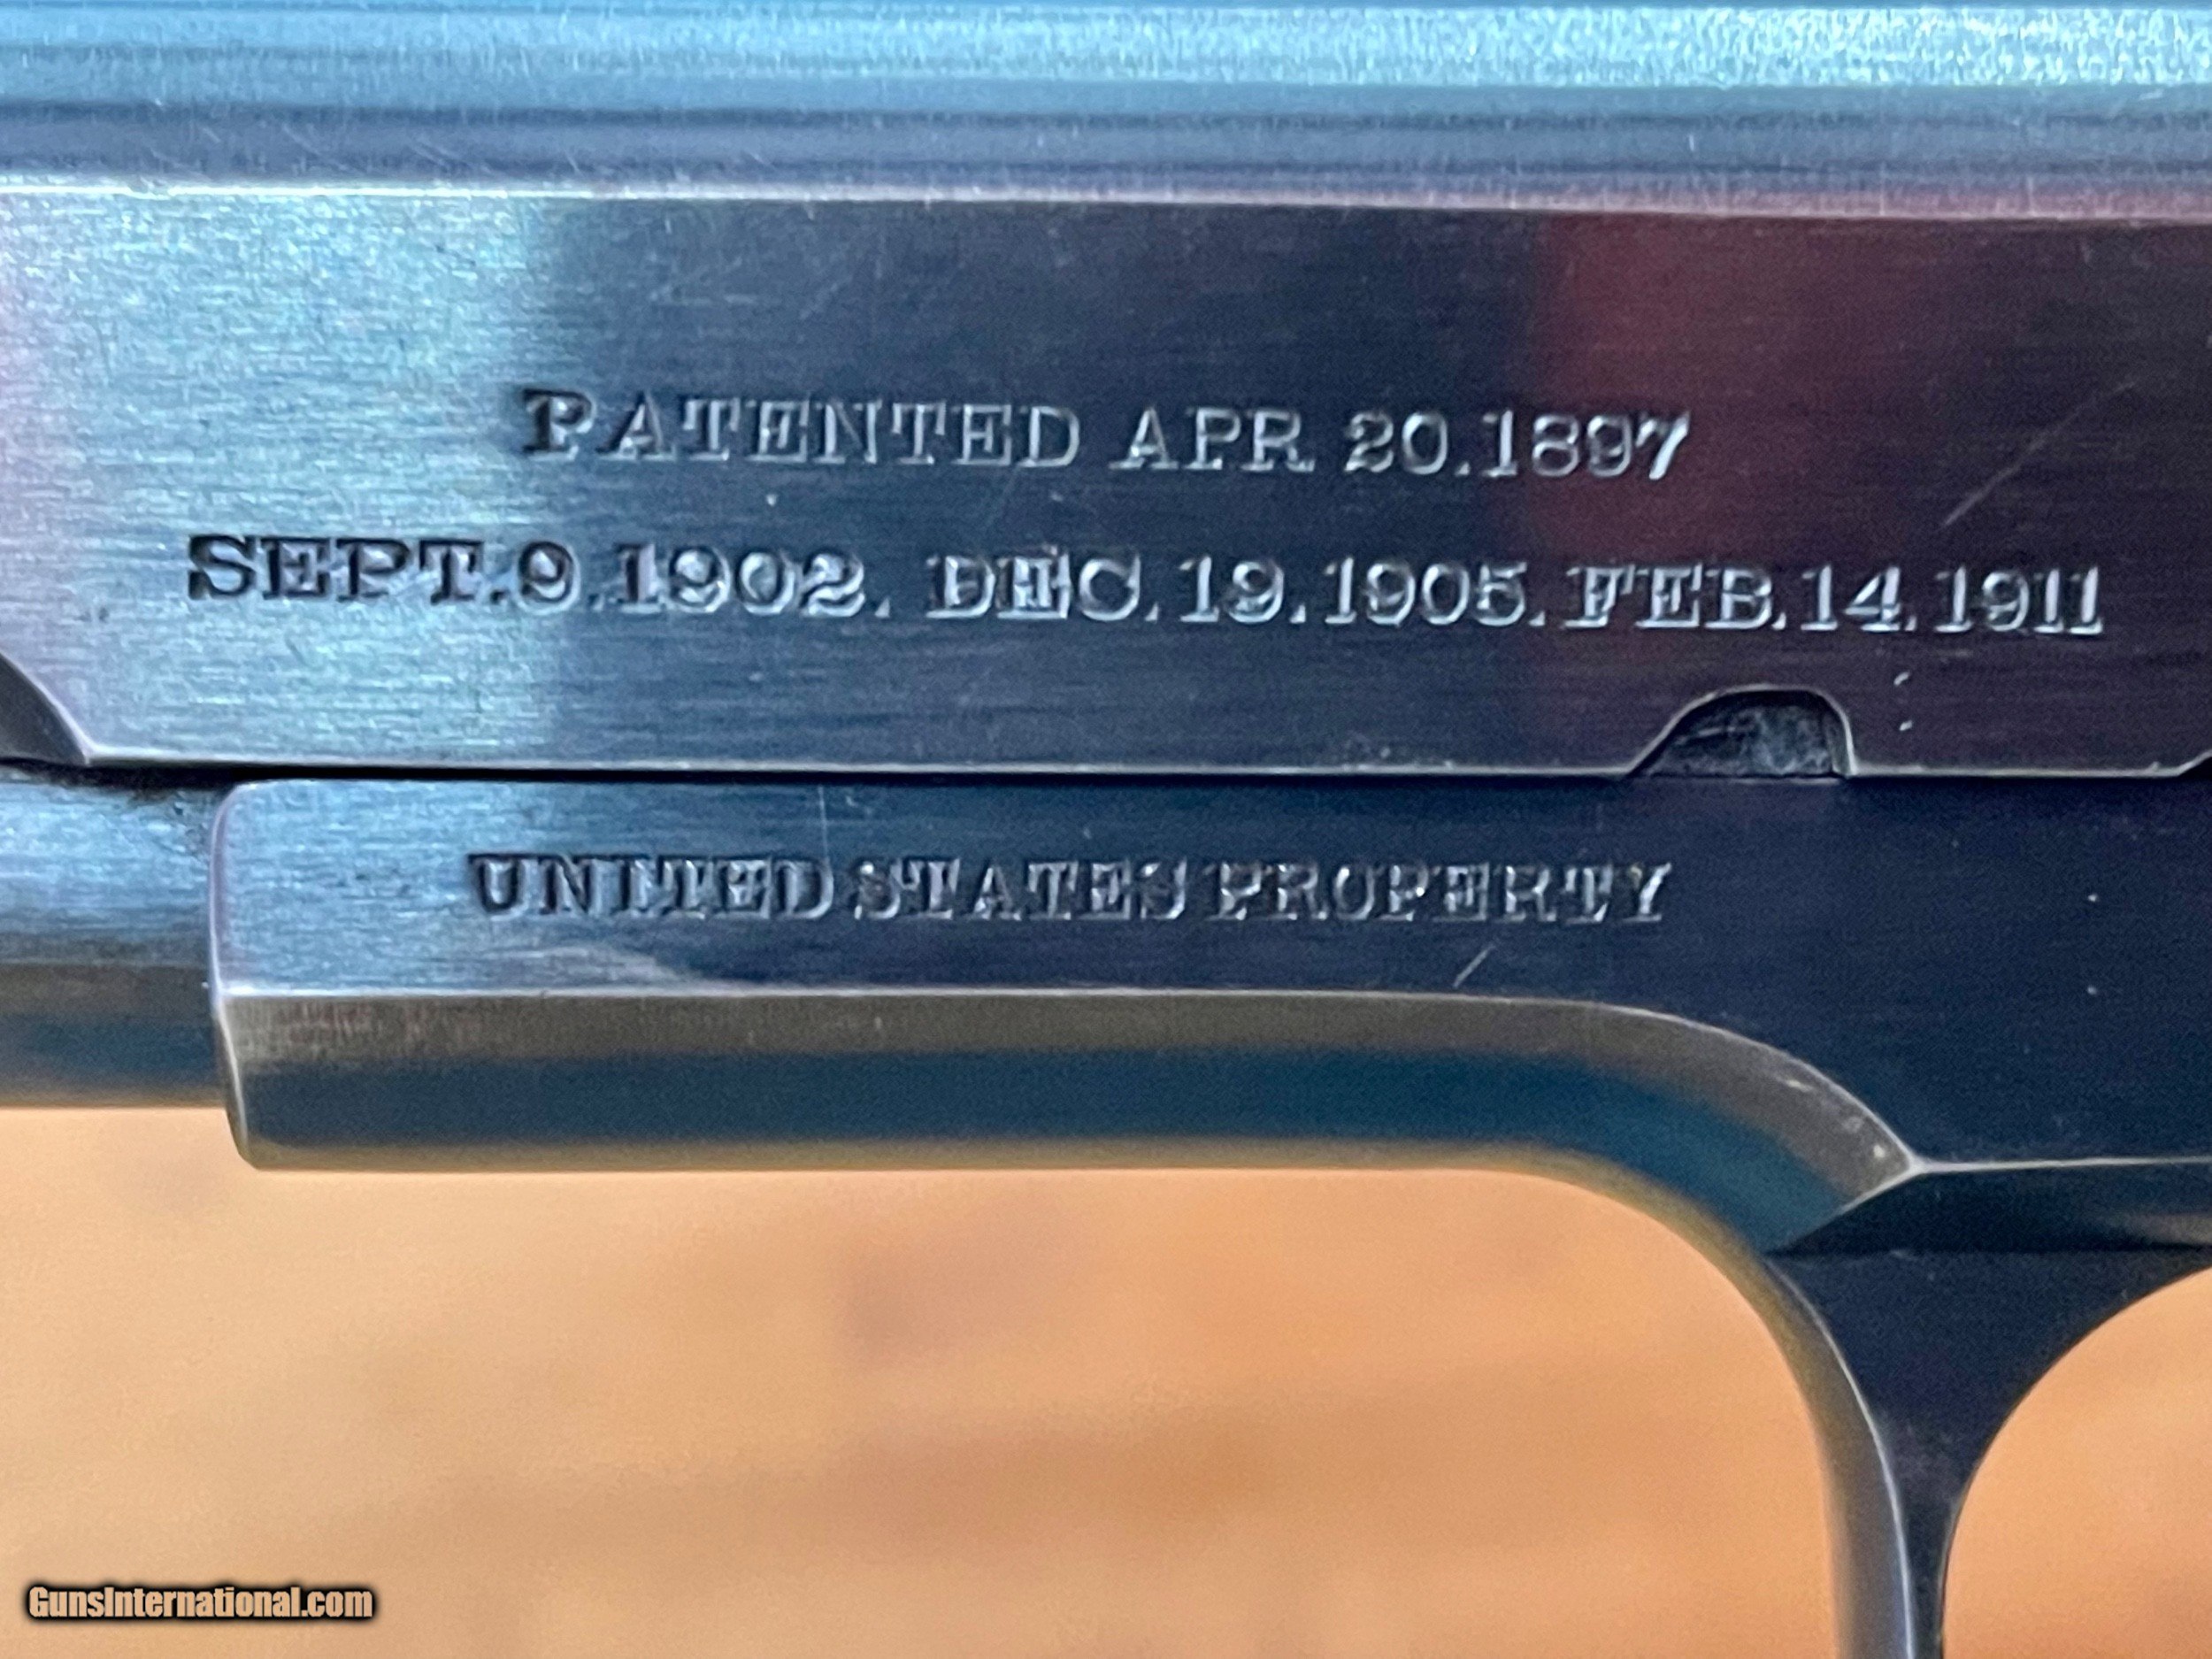 PATENTED APR 20.1897
SEPT.9.1902. DEC.19.1905.FEB.14.1911
UNITED STATES PROPERTY
GunsInternational.com